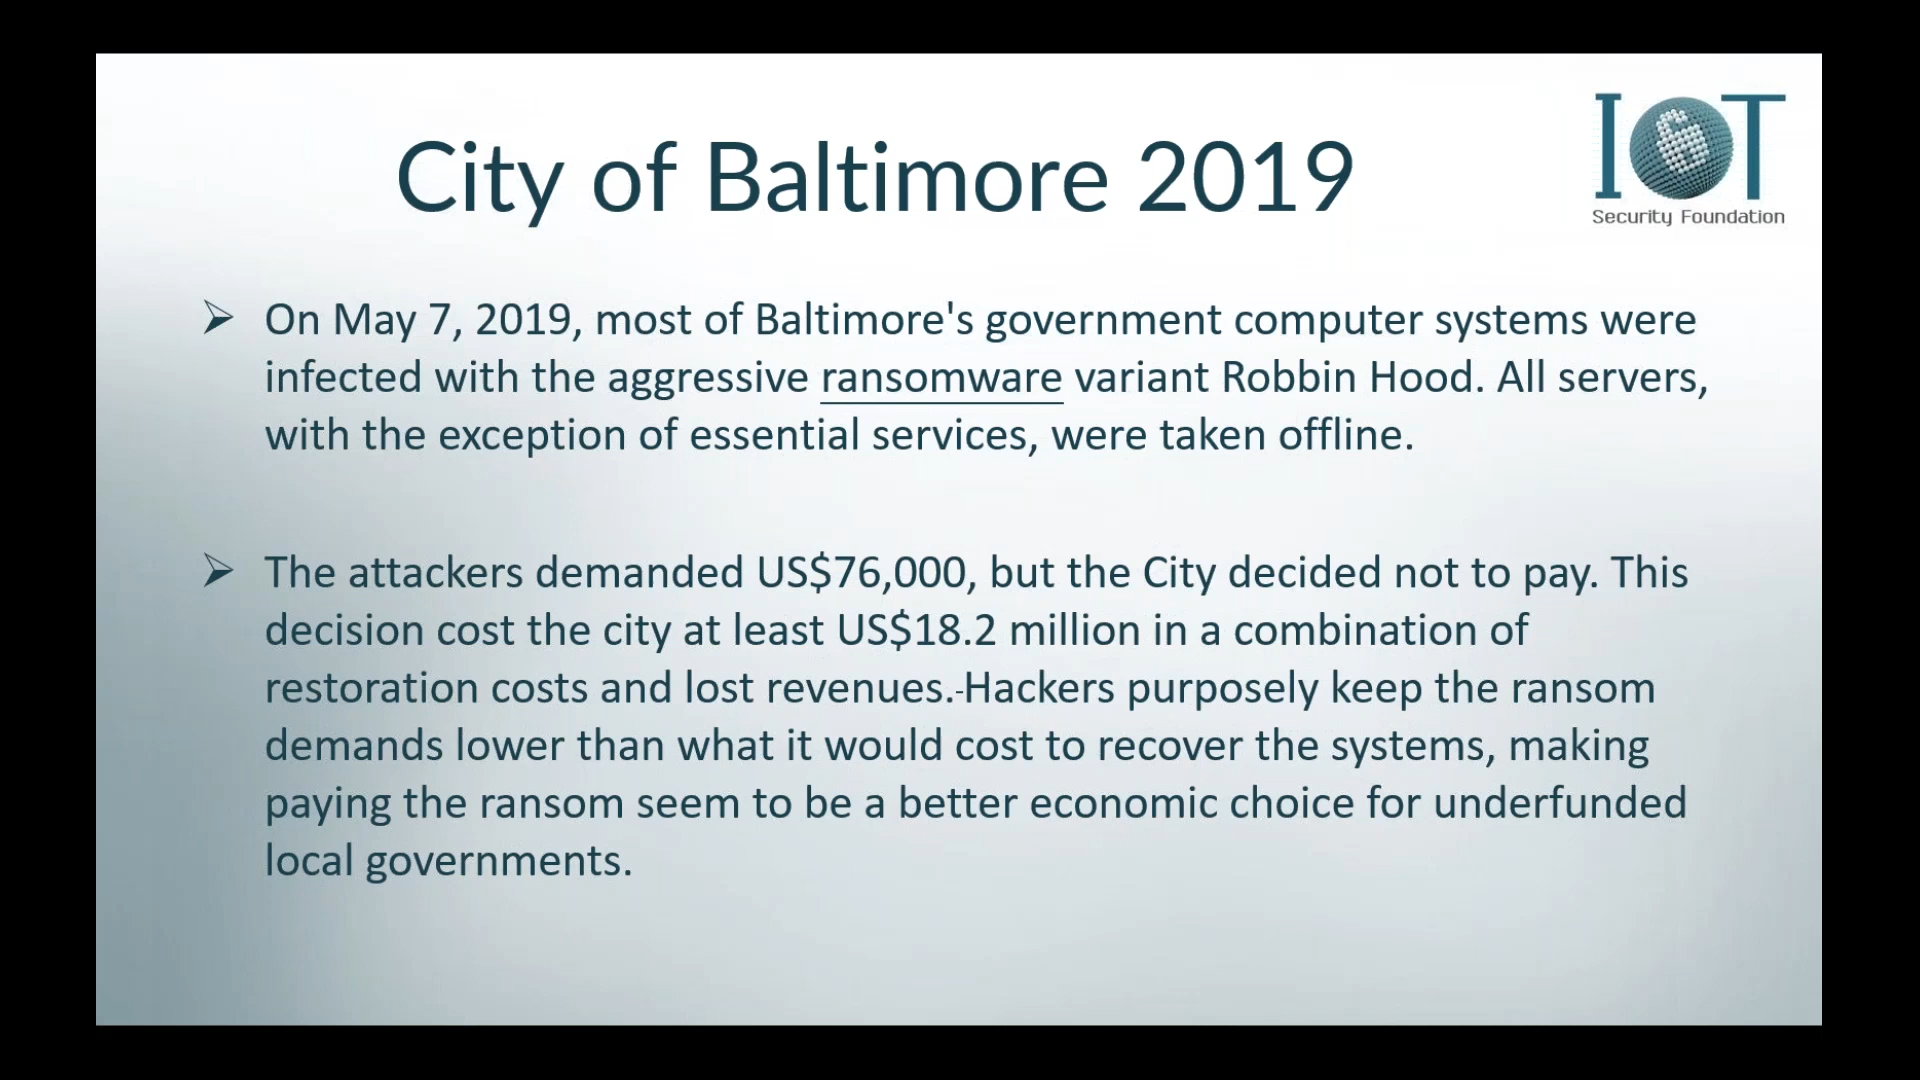 City of Baltimore 2019
IOT
Security Foundation
➢ On May 7, 2019, most of Baltimore's government computer systems were
infected with the aggressive ransomware variant Robbin Hood. All servers,
with the exception of essential services, were taken offline.
➢ The attackers demanded US$76,000, but the City decided not to pay. This
decision cost the city at least US$18.2 million in a combination of
restoration costs and lost revenues. Hackers purposely keep the ransom
demands lower than what it would cost to recover the systems, making
paying the ransom seem to be a better economic choice for underfunded
local governments.